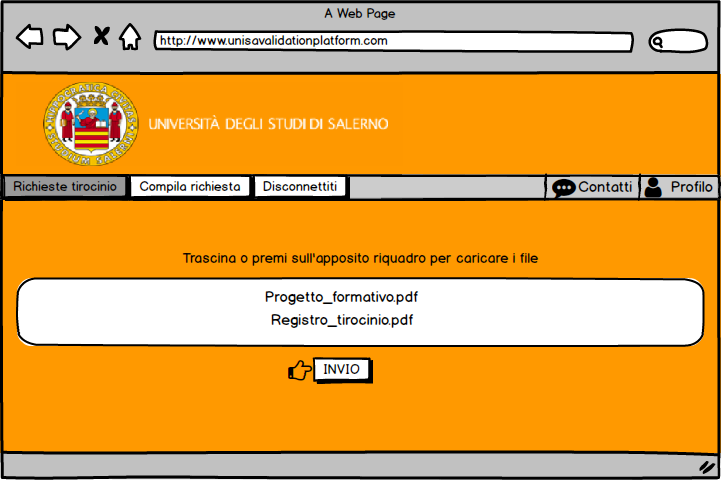 A Web Page
http://www.unisavalidationplatform.com
UNIVERSITÀ DEGLI STUDI DI SALERNO
Richieste tirocinio
Compila richiesta
Disconnettiti
Contatti
Profilo
Trascina o premi sull'apposito riquadro per caricare i file
Progetto_formativo.pdf
Registro_tirocinio.pdf
INVIO